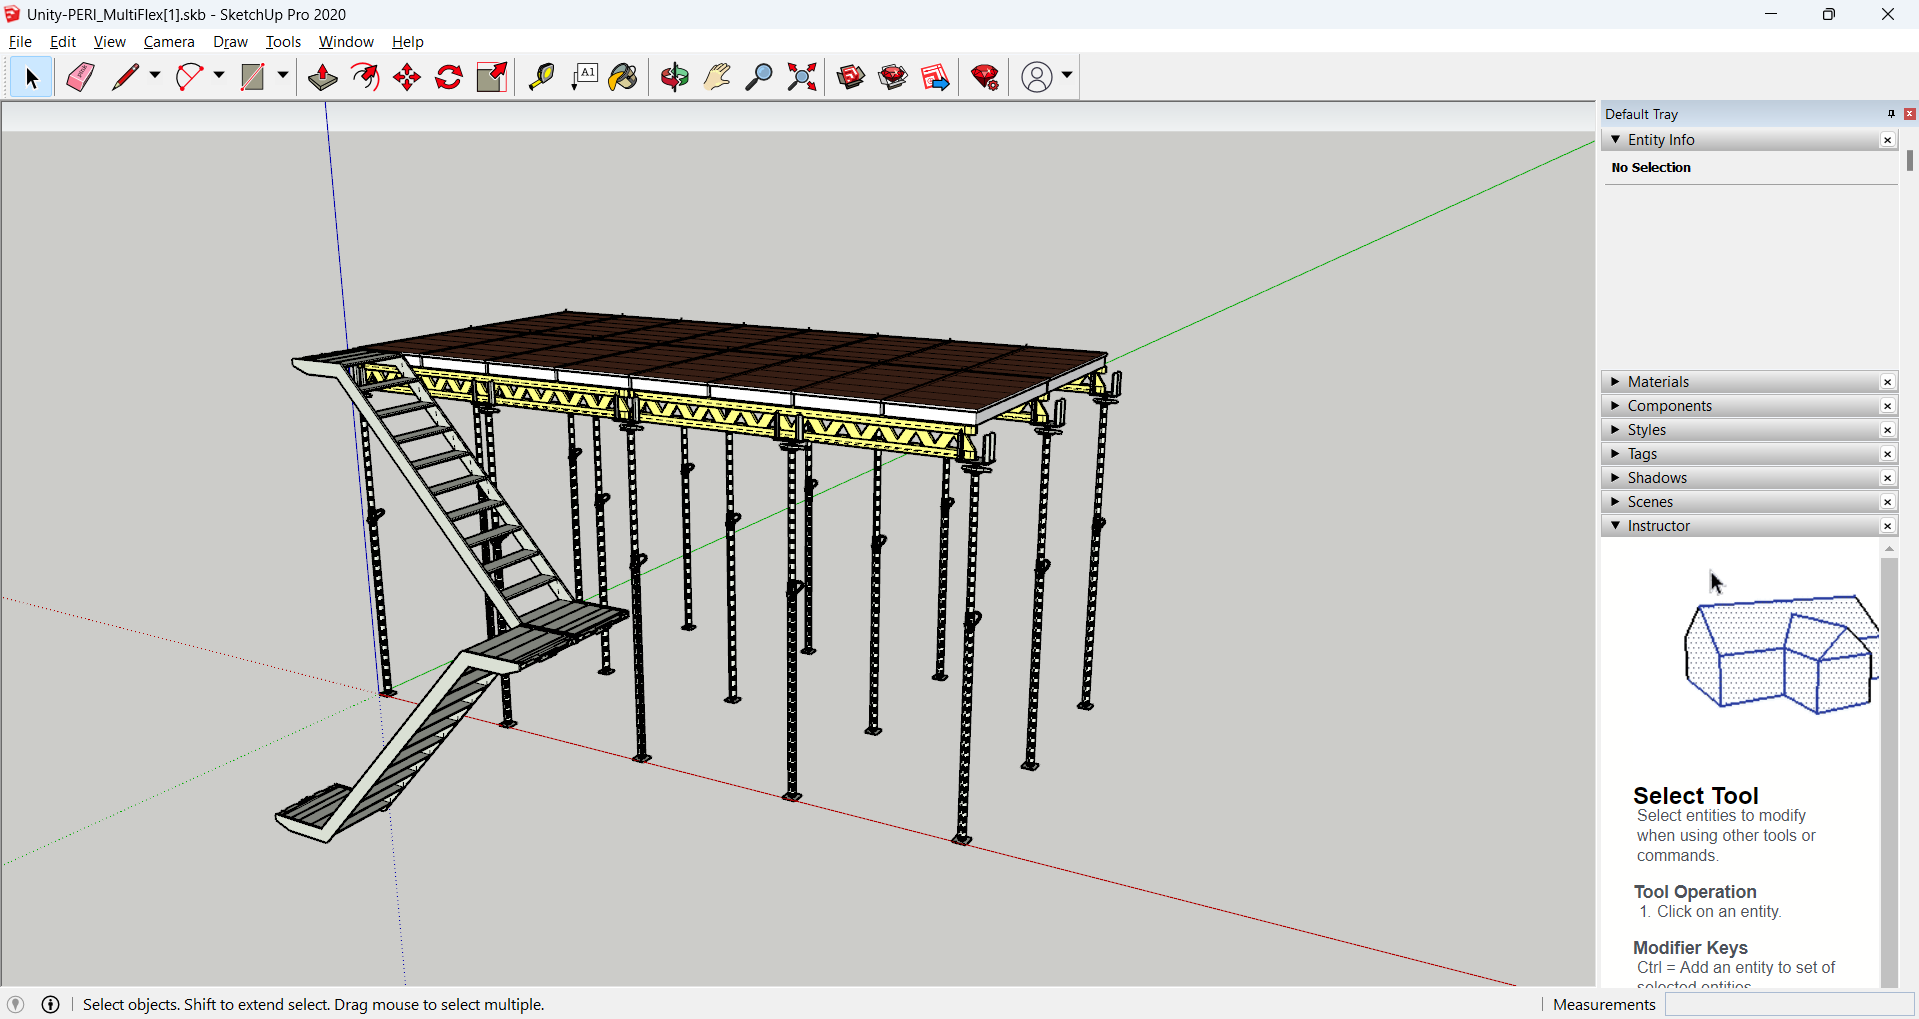 Unity-PERI_MultiFlex[1].skb - SketchUp Pro 2020
File Edit View Camera Draw Tools Window Help
A1
Default Tray
Entity Info
No Selection
Materials
Components
Styles
Tags
Shadows
Scenes
Instructor
Select Tool
Select entities to modify
when using other tools or
commands.
Tool Operation
1. Click on an entity.
Modifier Keys
Ctrl = Add an entity to set of
selected entities
Select objects. Shift to extend select. Drag mouse to select multiple.
Measurements